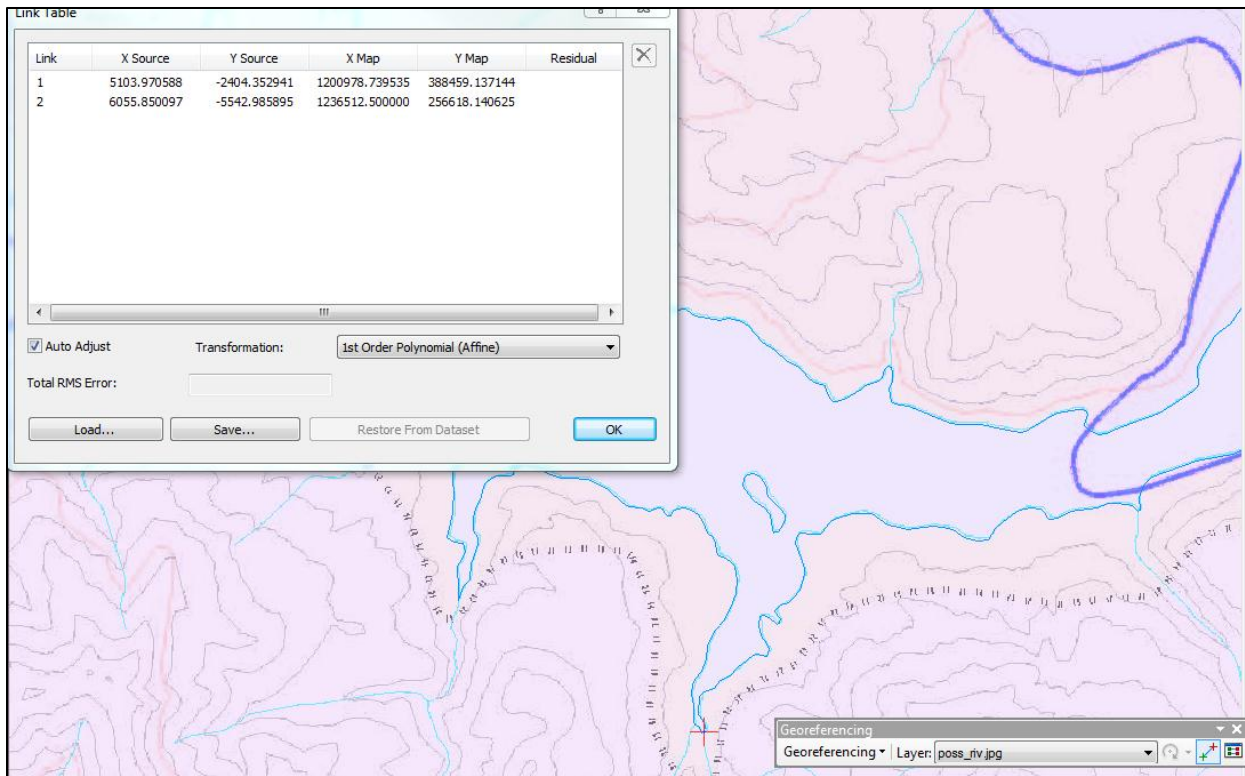 Link Table
Link X Source Y Source X Map Y Map Residual
1 5103.970588 -2404.352941 1200978.739535 388459.137144
2 6055.850097 -5542.985895 1236512.500000 256618.140625
Auto Adjust Transformation: 1st Order Polynomial (Affine)
Total RMS Error:
Load... Save... Restore From Dataset OK
Georeferencing
Georeferencing Layer: poss_riv.jpg